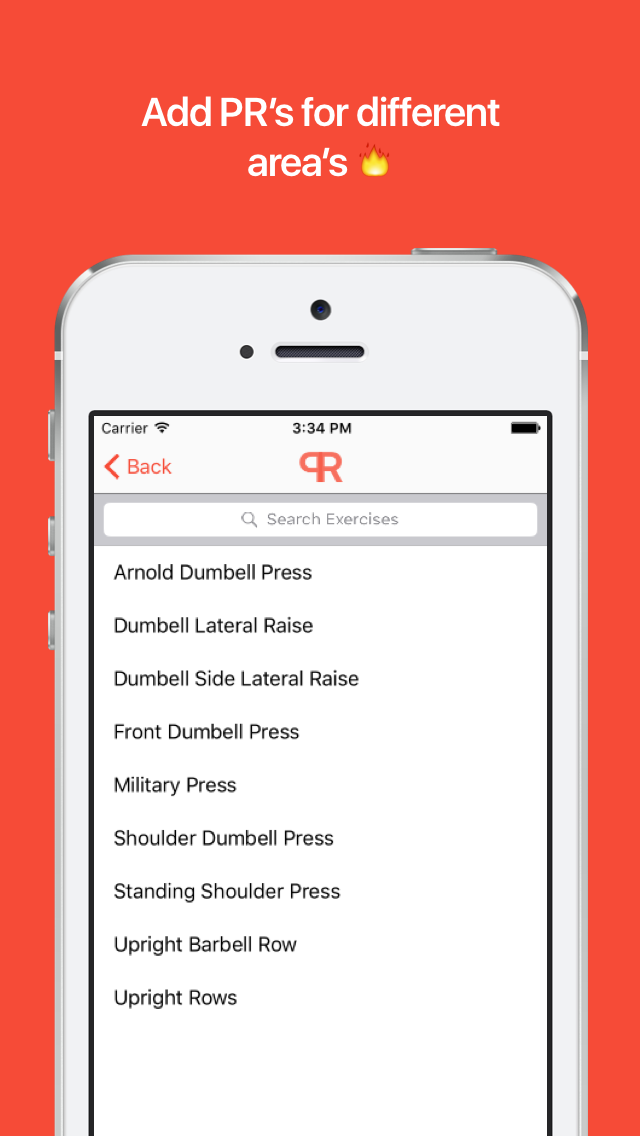 Add PR’s for different
area’s 🔥
Carrier
3:34 PM
Back
PR
Search Exercises
Arnold Dumbell Press
Dumbell Lateral Raise
Dumbell Side Lateral Raise
Front Dumbell Press
Military Press
Shoulder Dumbell Press
Standing Shoulder Press
Upright Barbell Row
Upright Rows